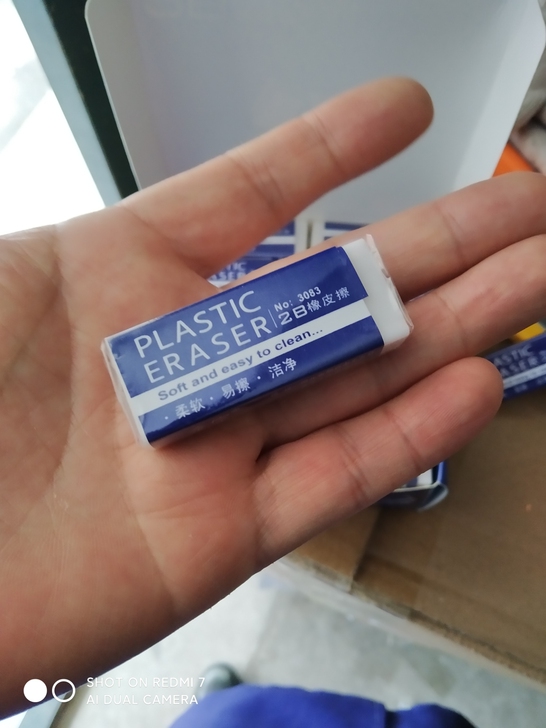 PLASTIC
ERASER
No: 3083
2B橡皮擦
Soft and easy to clean...
· 柔软 · 易擦 · 洁净
PLASTIC
SHOT ON REDMI 7
AI DUAL CAMERA